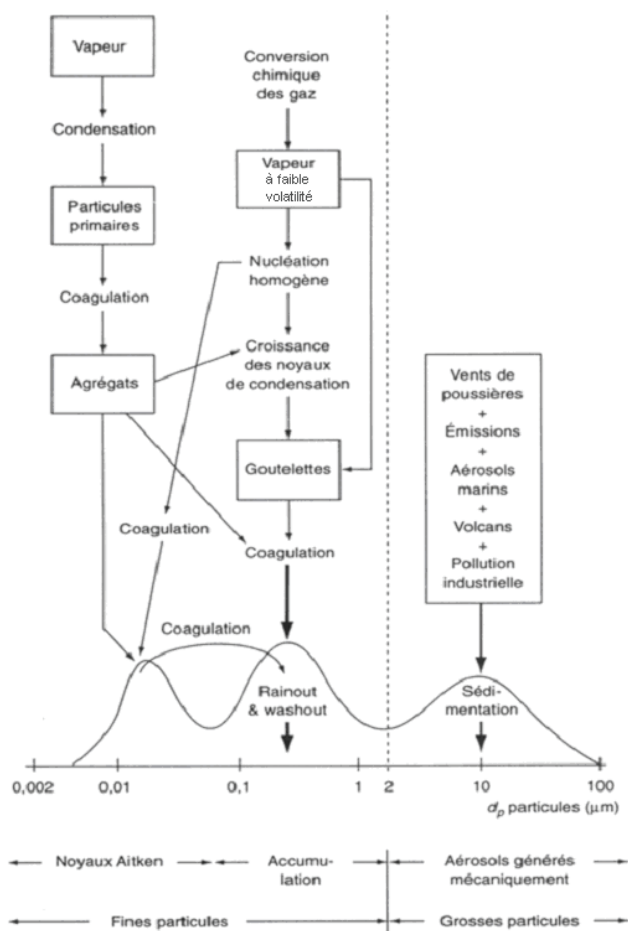 Vapeur
Condensation
Particules
primaires
Coagulation
Agrégats
Conversion
chimique
des gaz
Vapeur
à faible
volatilité
Nucléation
homogène
Croissance
des noyaux
de condensation
Goutelettes
Coagulation
Coagulation
Coagulation
Vents de
poussières
+
Émissions
+
Aérosols
marins
+
Volcans
+
Pollution
industrielle
Rainout
& washout
Sédi-
mentation
0,002 0,01 0,1 1 2 10 100
dp particules (μm)
Noyaux Aitken
Accumu-
lation
Aérosols générés
mécaniquement
Fines particules
Grosses particules